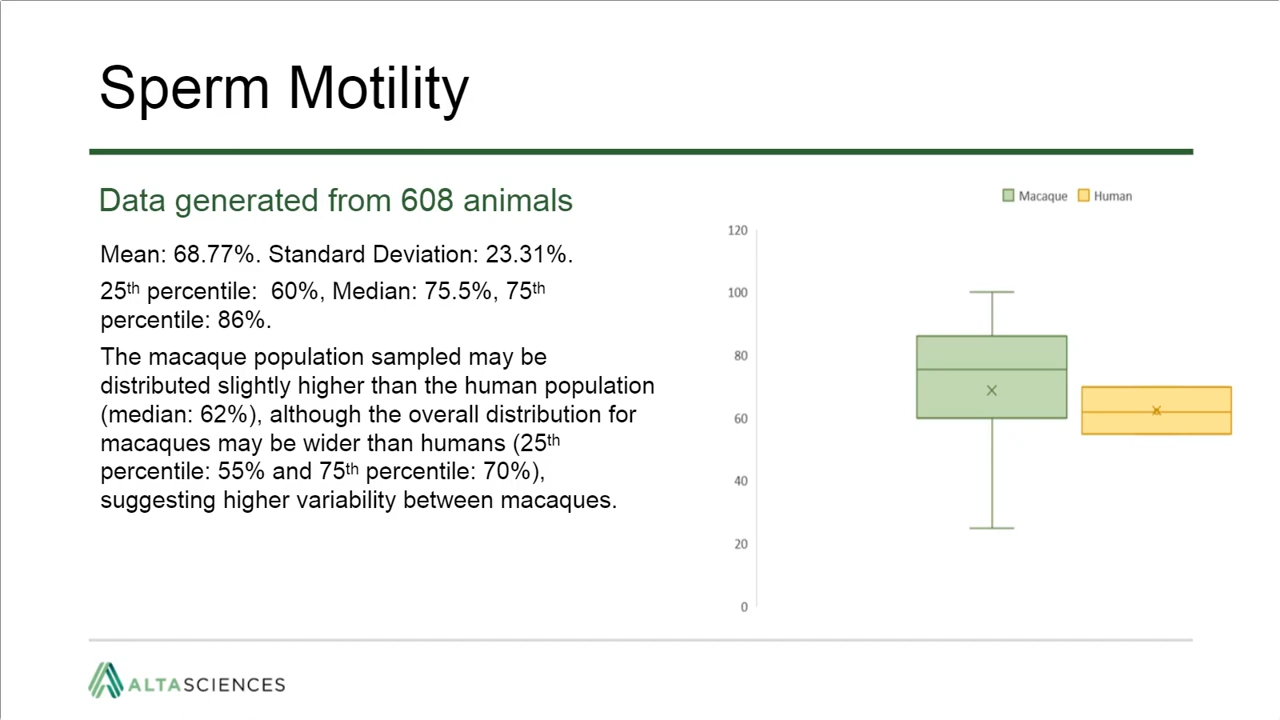 Sperm Motility
Data generated from 608 animals
Mean: 68.77%. Standard Deviation: 23.31%.
25th percentile:  60%, Median: 75.5%, 75th
percentile: 86%.
The macaque population sampled may be
distributed slightly higher than the human population
(median: 62%), although the overall distribution for
macaques may be wider than humans (25th
percentile: 55% and 75th percentile: 70%),
suggesting higher variability between macaques.
Macaque Human
120
100
80
60
40
20
0
ALTASCIENCES